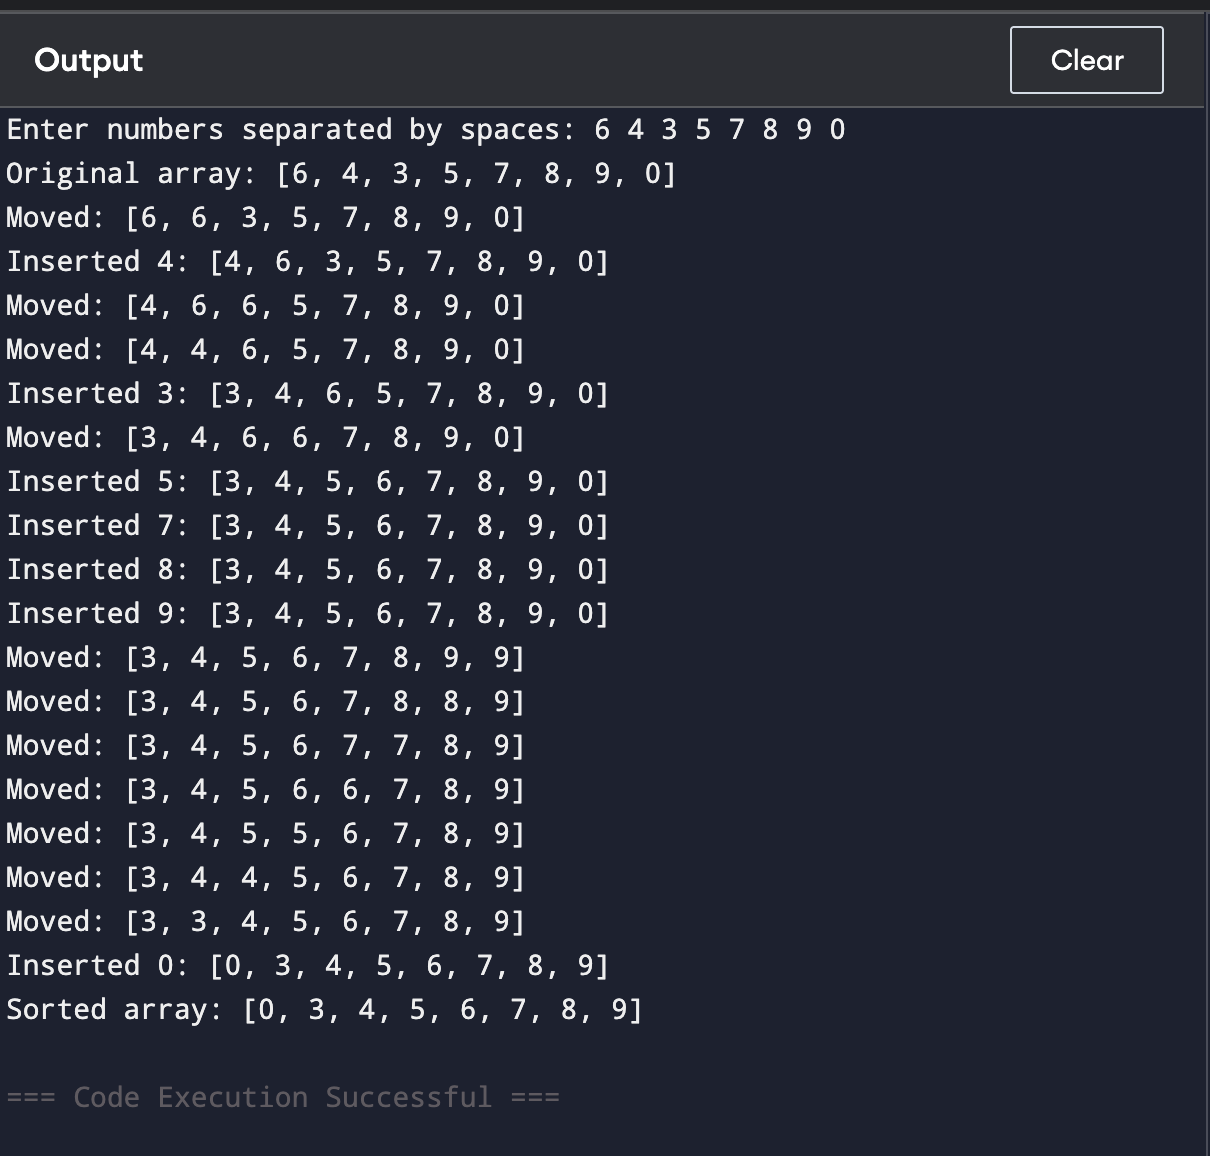 Output
Clear
Enter numbers separated by spaces: 6 4 3 5 7 8 9 0
Original array: [6, 4, 3, 5, 7, 8, 9, 0]
Moved: [6, 6, 3, 5, 7, 8, 9, 0]
Inserted 4: [4, 6, 3, 5, 7, 8, 9, 0]
Moved: [4, 6, 6, 5, 7, 8, 9, 0]
Moved: [4, 4, 6, 5, 7, 8, 9, 0]
Inserted 3: [3, 4, 6, 5, 7, 8, 9, 0]
Moved: [3, 4, 6, 6, 7, 8, 9, 0]
Inserted 5: [3, 4, 5, 6, 7, 8, 9, 0]
Inserted 7: [3, 4, 5, 6, 7, 8, 9, 0]
Inserted 8: [3, 4, 5, 6, 7, 8, 9, 0]
Inserted 9: [3, 4, 5, 6, 7, 8, 9, 0]
Moved: [3, 4, 5, 6, 7, 8, 9, 9]
Moved: [3, 4, 5, 6, 7, 8, 8, 9]
Moved: [3, 4, 5, 6, 7, 7, 8, 9]
Moved: [3, 4, 5, 6, 6, 7, 8, 9]
Moved: [3, 4, 5, 5, 6, 7, 8, 9]
Moved: [3, 4, 4, 5, 6, 7, 8, 9]
Moved: [3, 3, 4, 5, 6, 7, 8, 9]
Inserted 0: [0, 3, 4, 5, 6, 7, 8, 9]
Sorted array: [0, 3, 4, 5, 6, 7, 8, 9]
=== Code Execution Successful ===